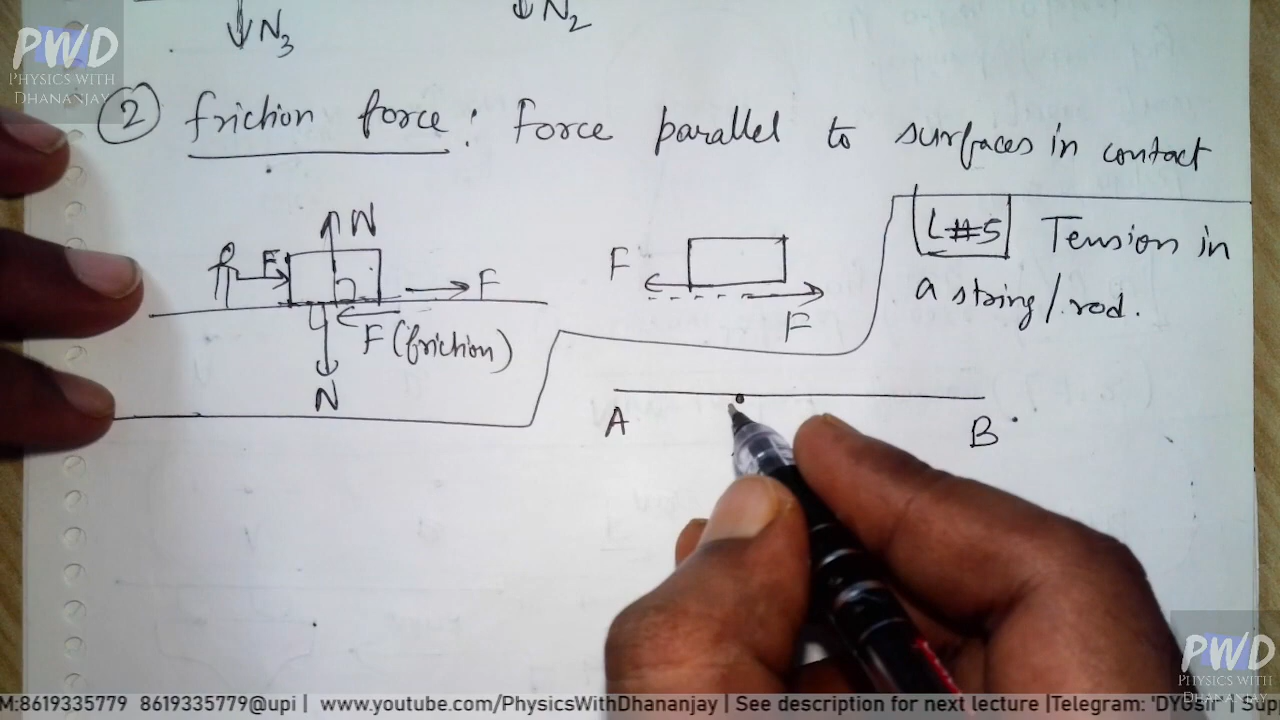 N3
N2
PWD
PHYSICS WITH
DHANANJAY
2 friction force: Force parallel to surfaces in contact
N
F
F
F (friction)
N
F
F
L#5 Tension in
a string/rod.
A
B
PWD
PHYSICS WITH
DHANANJAY
M:8619335779 8619335779@upi | www.youtube.com/PhysicsWithDhananjay | See description for next lecture |Telegram: 'DYGsir' | Sup